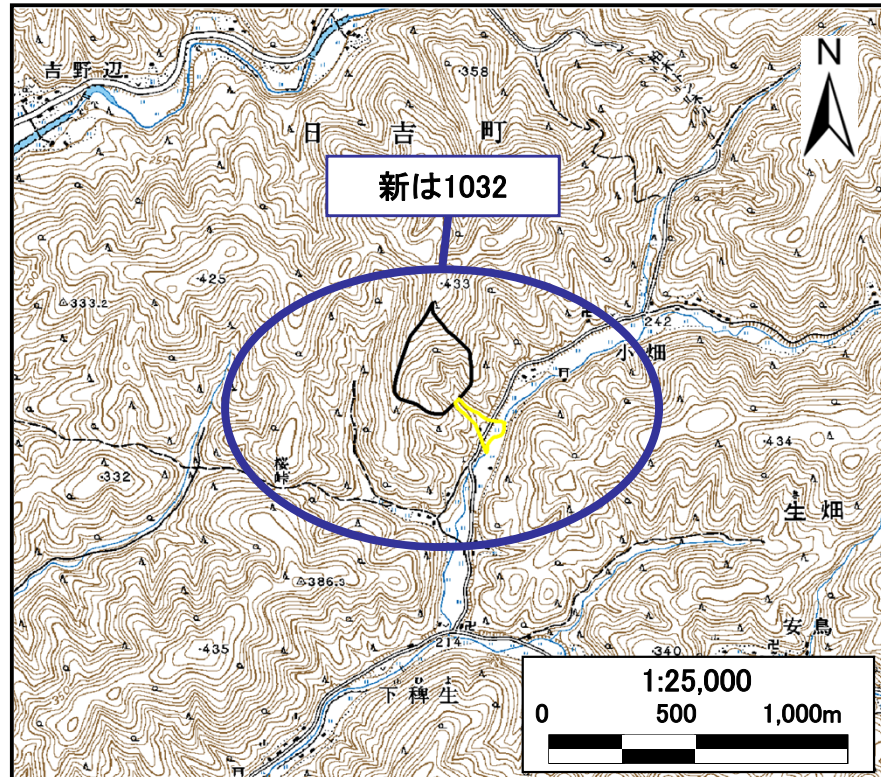 吉野辺
・358
N
日吉町
250
新は1032
・433
・425
333.2
242
小畑
桜峠
・332
・434
生畑
386.3
安鳥
214
・435
・340
下稗生
1:25,000
0 500 1,000m